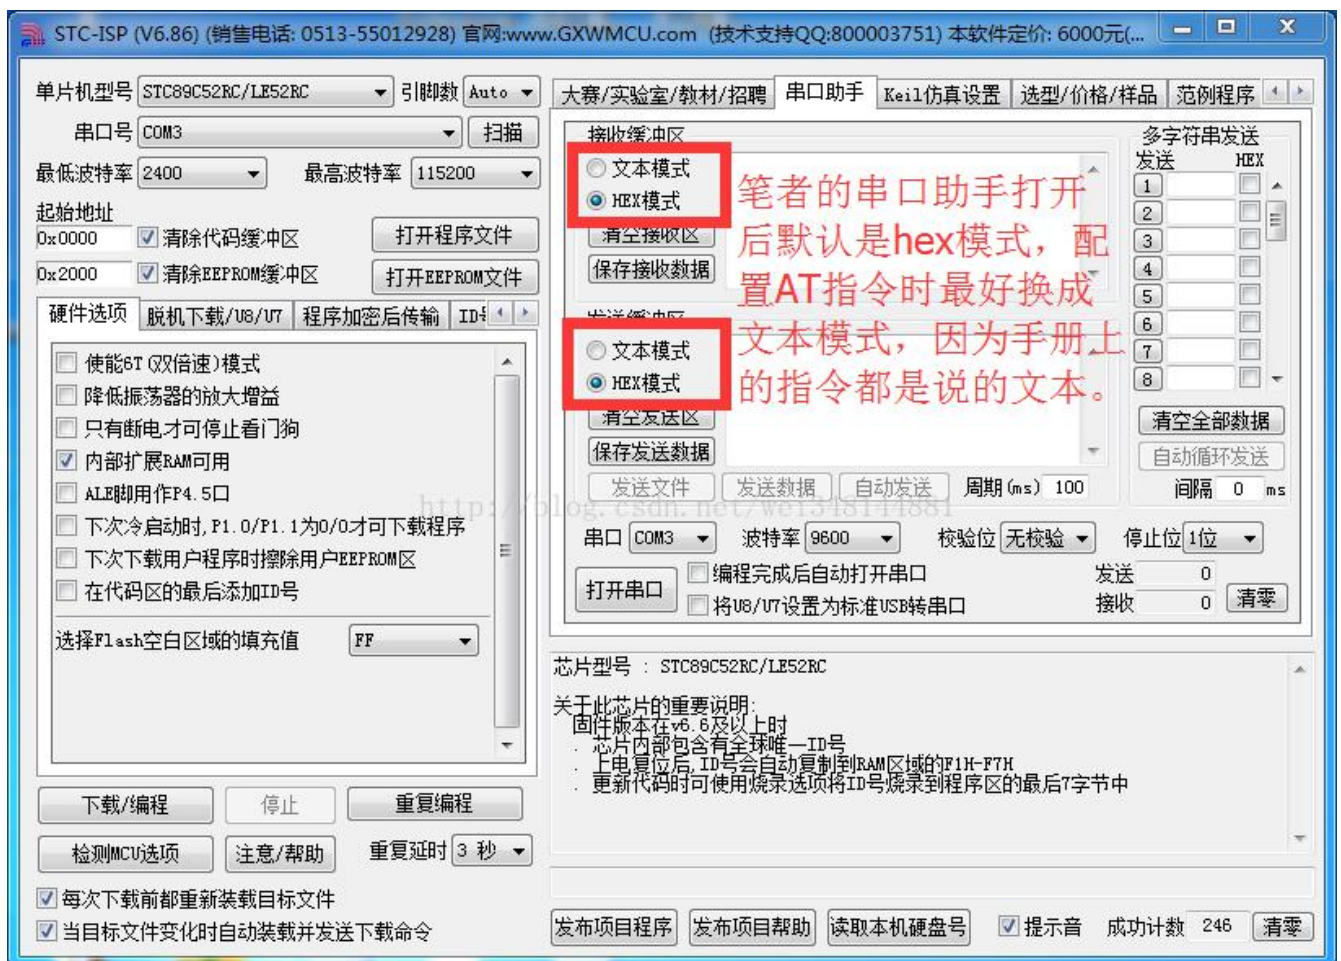 STC-ISP (V6.86) (销售电话: 0513-55012928) 官网:www.GXWMCU.com (技术支持QQ:800003751) 本软件定价: 6000元(...
单片机型号 STC89C52RC/LE52RC 引脚数 Auto
串口号 COM3 扫描
最低波特率 2400 最高波特率 115200
起始地址
0x0000 清除代码缓冲区 打开程序文件
0x2000 清除EEPROM缓冲区 打开EEPROM文件
硬件选项 脱机下载/U8/U7 程序加密后传输
使能6T(双倍速)模式
降低振荡器的放大增益
只有断电才可停止看门狗
内部扩展RAM可用
ALE脚用作P4.5口
下次冷启动时,P1.0/P1.1为0/0才可下载程序
下次下载用户程序时擦除用户EEPROM区
在代码区的最后添加ID号
选择Flash空白区域的填充值 FF
下载/编程 停止 重复编程
检测MCU选项 注意/帮助 重复延时 3 秒
每次下载前都重新装载目标文件
当目标文件变化时自动装载并发送下载命令
大赛/实验室/教材/招聘 串口助手 Keil仿真设置 选型/价格/样品 范例程序
接收缓冲区
文本模式
HEX模式
清空接收区
保存接收数据
发送缓冲区
文本模式
HEX模式
清空发送区
保存发送数据
笔者的串口助手打开
后默认是hex模式，配
置AT指令时最好换成
文本模式，因为手册上
的指令都是说的文本。
多字符串发送
发送 HEX
1
2
3
4
5
6
7
8
清空全部数据
自动循环发送
间隔 0 ms
发送文件 发送数据 自动发送 周期(ms) 100
http://blog.csdn.net/wei348144881
串口 COM3 波特率 9600 校验位 无校验 停止位 1位
打开串口 编程完成后自动打开串口 发送 0
将U8/U7设置为标准USB转串口 接收 0 清零
芯片型号 : STC89C52RC/LE52RC
关于此芯片的重要说明:
固件版本在v6.6及以上时
. 芯片内部包含有全球唯一ID号
. 上电复位后,ID号会自动复制到RAM区域的F1H-F7H
. 更新代码时可使用烧录选项将ID号烧录到程序区的最后7字节中
发布项目程序 发布项目帮助 读取本机硬盘号 提示音 成功计数 246 清零